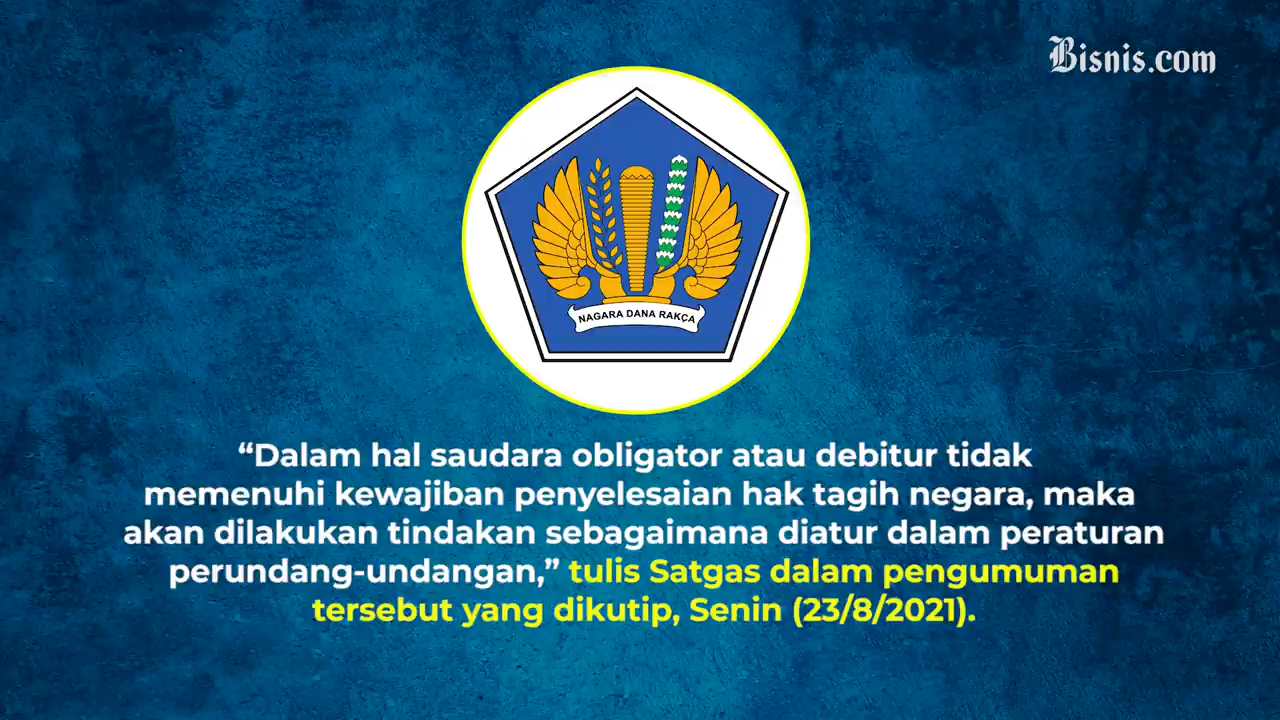 Bisnis.com
NAGARA DANA RAKÇA
“Dalam hal saudara obligator atau debitur tidak
memenuhi kewajiban penyelesaian hak tagih negara, maka
akan dilakukan tindakan sebagaimana diatur dalam peraturan
perundang-undangan,” tulis Satgas dalam pengumuman
tersebut yang dikutip, Senin (23/8/2021).